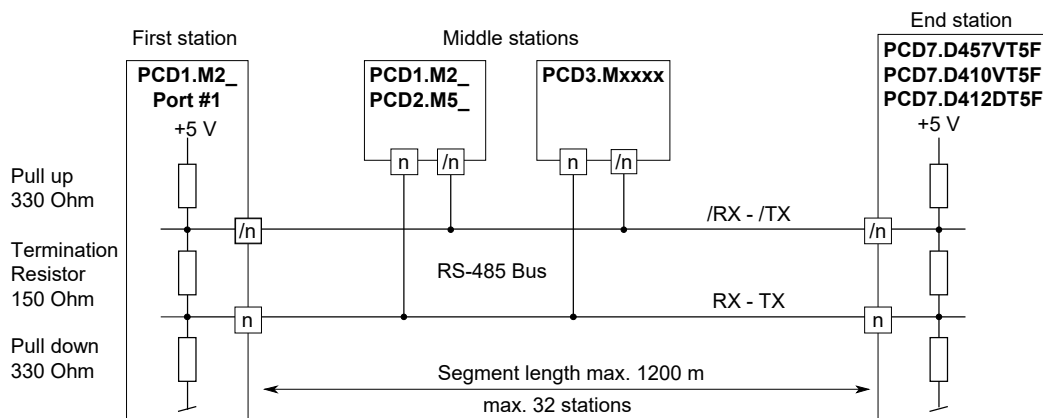 First station
Middle stations
End station
PCD1.M2_
Port #1
+5 V
PCD1.M2_
PCD2.M5_
PCD3.Mxxxx
PCD7.D457VT5F
PCD7.D410VT5F
PCD7.D412DT5F
+5 V
n
/n
n
/n
Pull up
330 Ohm
/RX - /TX
/n
/n
Termination
Resistor
150 Ohm
RS-485 Bus
RX - TX
n
n
Pull down
330 Ohm
Segment length max. 1200 m
max. 32 stations